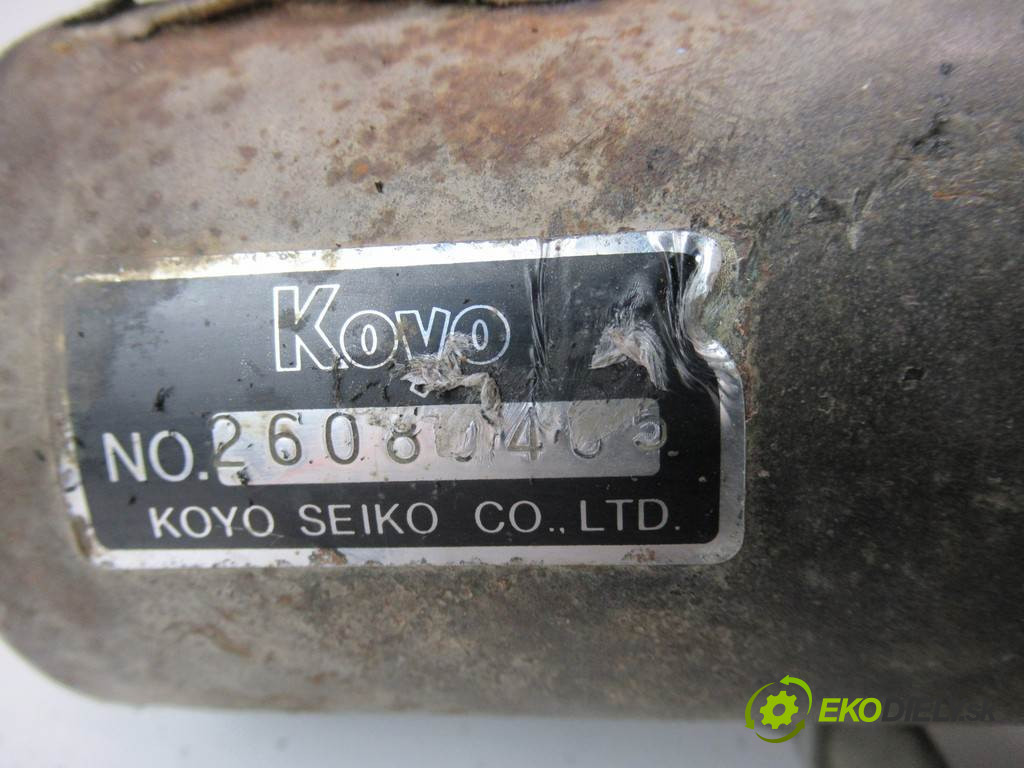 Koyo
NO.
KOYO SEIKO CO., LTD.
EKODIELY.SK